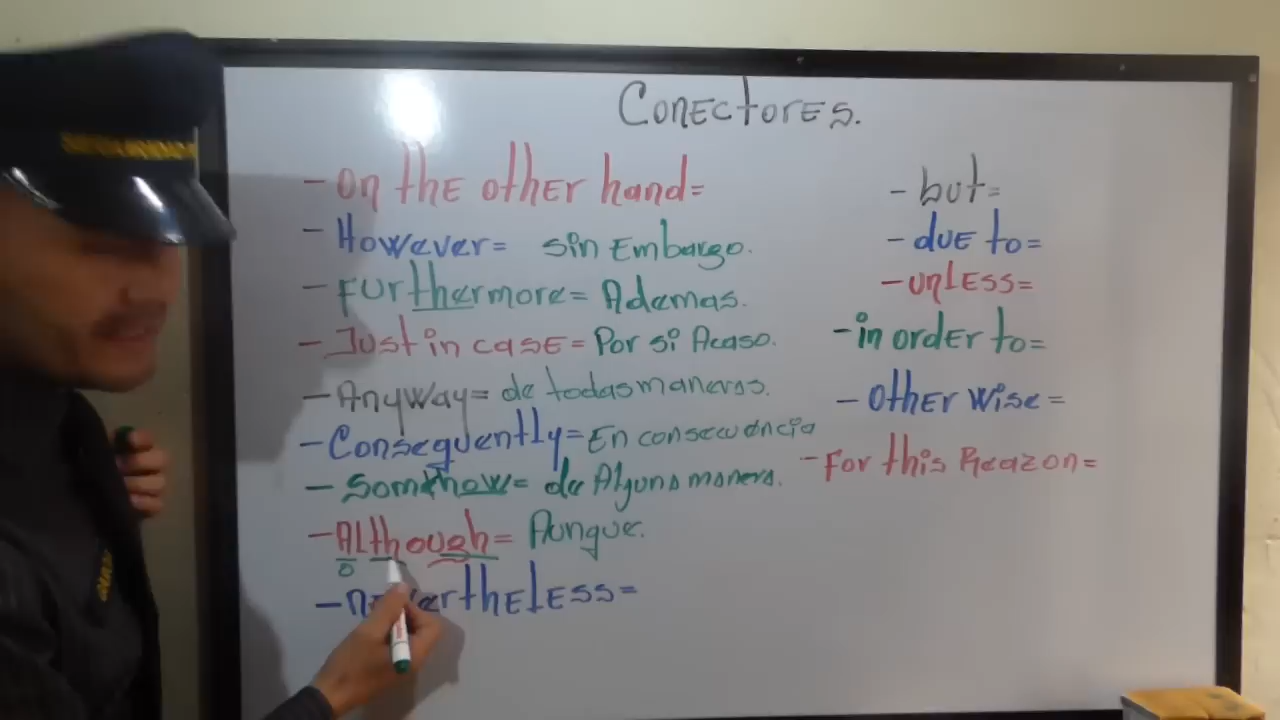 Conectores.
- On the other hand=
- However= sin Embargo.
- Furthermore= Ademas.
- Just in case= Por si Acaso.
- Anyway= de todas maneras.
- Consequently= En consecuencia
- Somehow= de Alguna manera.
- Although= Aunque.
o
- nevertheless=
- but=
- due to=
- unless=
- in order to=
- Other wise=
- For this Reazon=